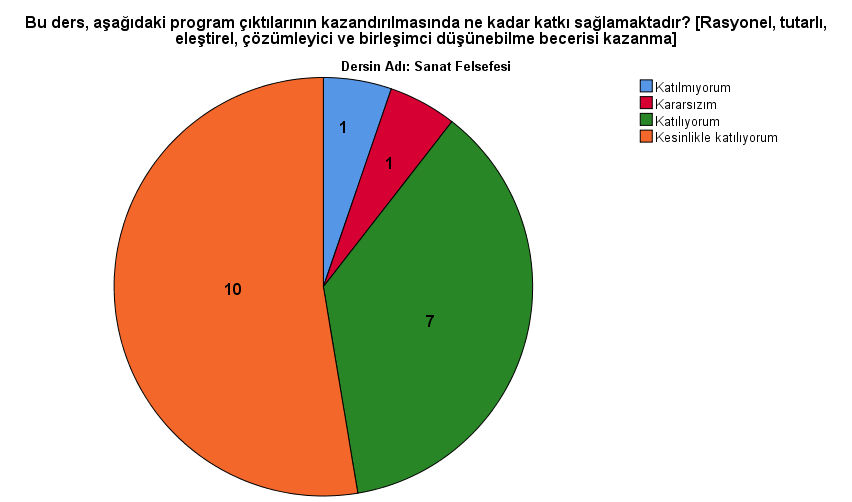 Bu ders, aşağıdaki program çıktılarının kazandırılmasında ne kadar katkı sağlamaktadır? [Rasyonel, tutarlı,
eleştirel, çözümleyici ve birleşimci düşünebilme becerisi kazanma]
Dersin Adı: Sanat Felsefesi
Katılmıyorum
Kararsızım
Katılıyorum
Kesinlikle katılıyorum
1
1
10
7